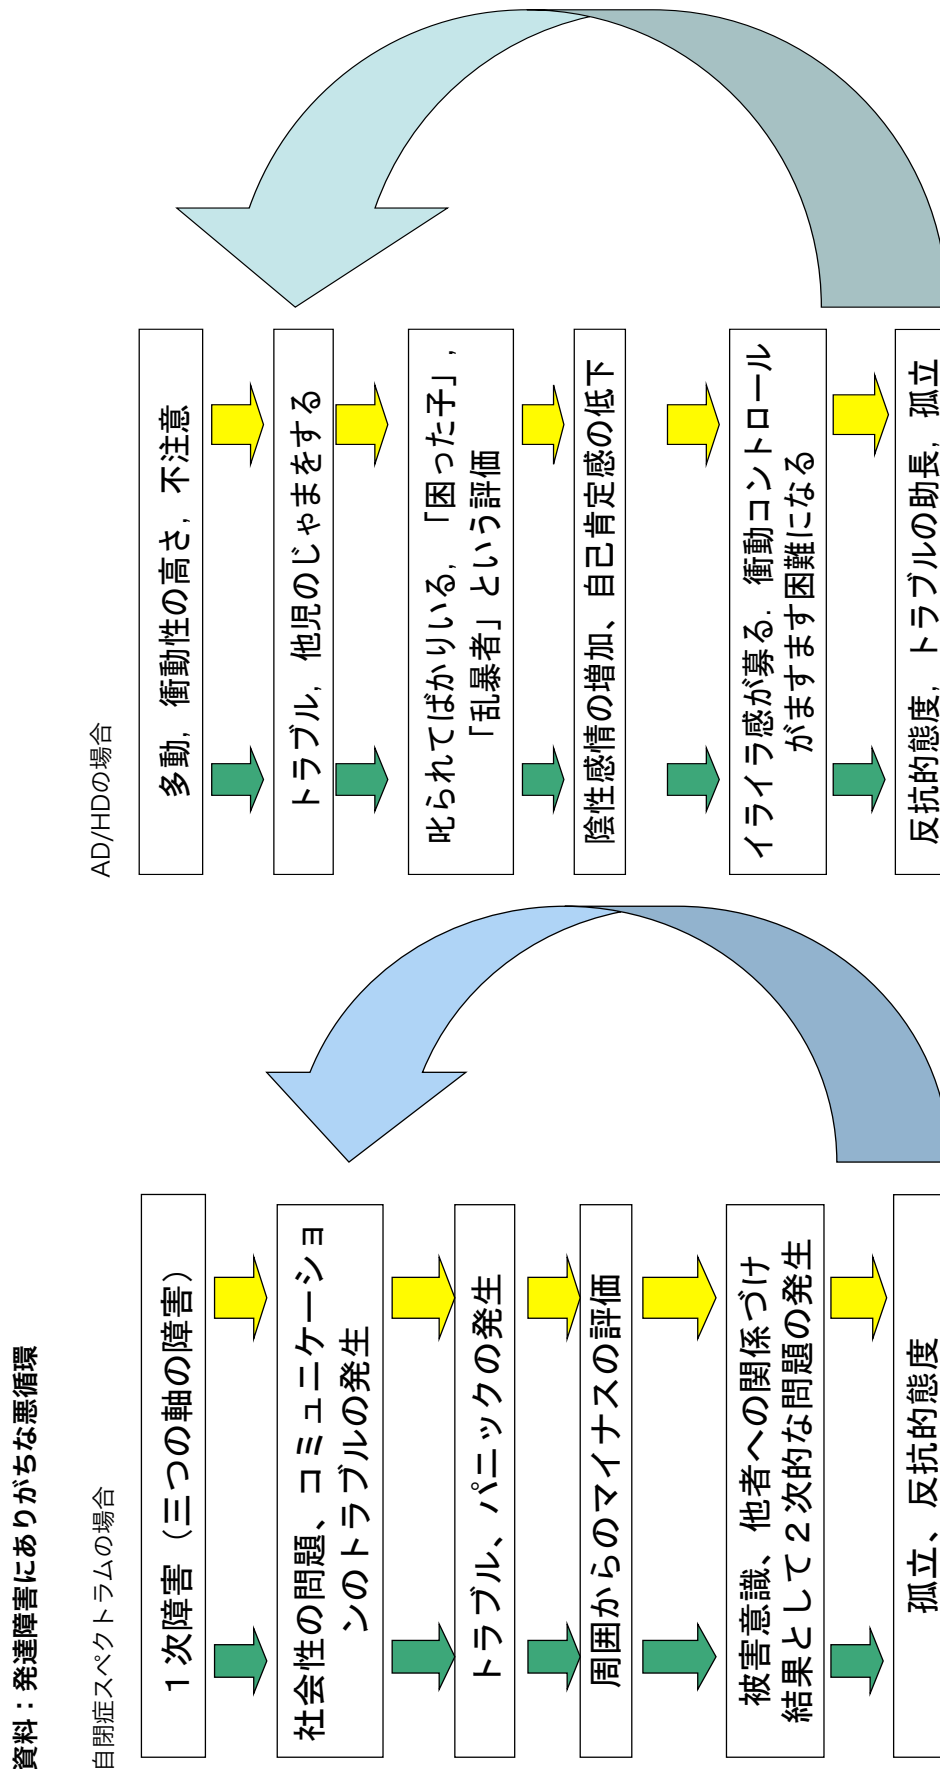 資料：発達障害にありがちな悪循環
自閉症スペクトラムの場合
１次障害（三つの軸の障害）
社会性の問題、コミュニケーショ
ンのトラブルの発生
トラブル、パニックの発生
周囲からのマイナスの評価
被害意識、他者への関係づけ
結果として２次的な問題の発生
孤立、反抗的態度
AD/HDの場合
多動，衝動性の高さ，不注意
トラブル，他児のじゃまをする
叱られてばかりいる，「困った子」，
「乱暴者」という評価
陰性感情の増加、自己肯定感の低下
イライラ感が募る．衝動コントロール
がますます困難になる
反抗的態度，トラブルの助長，孤立